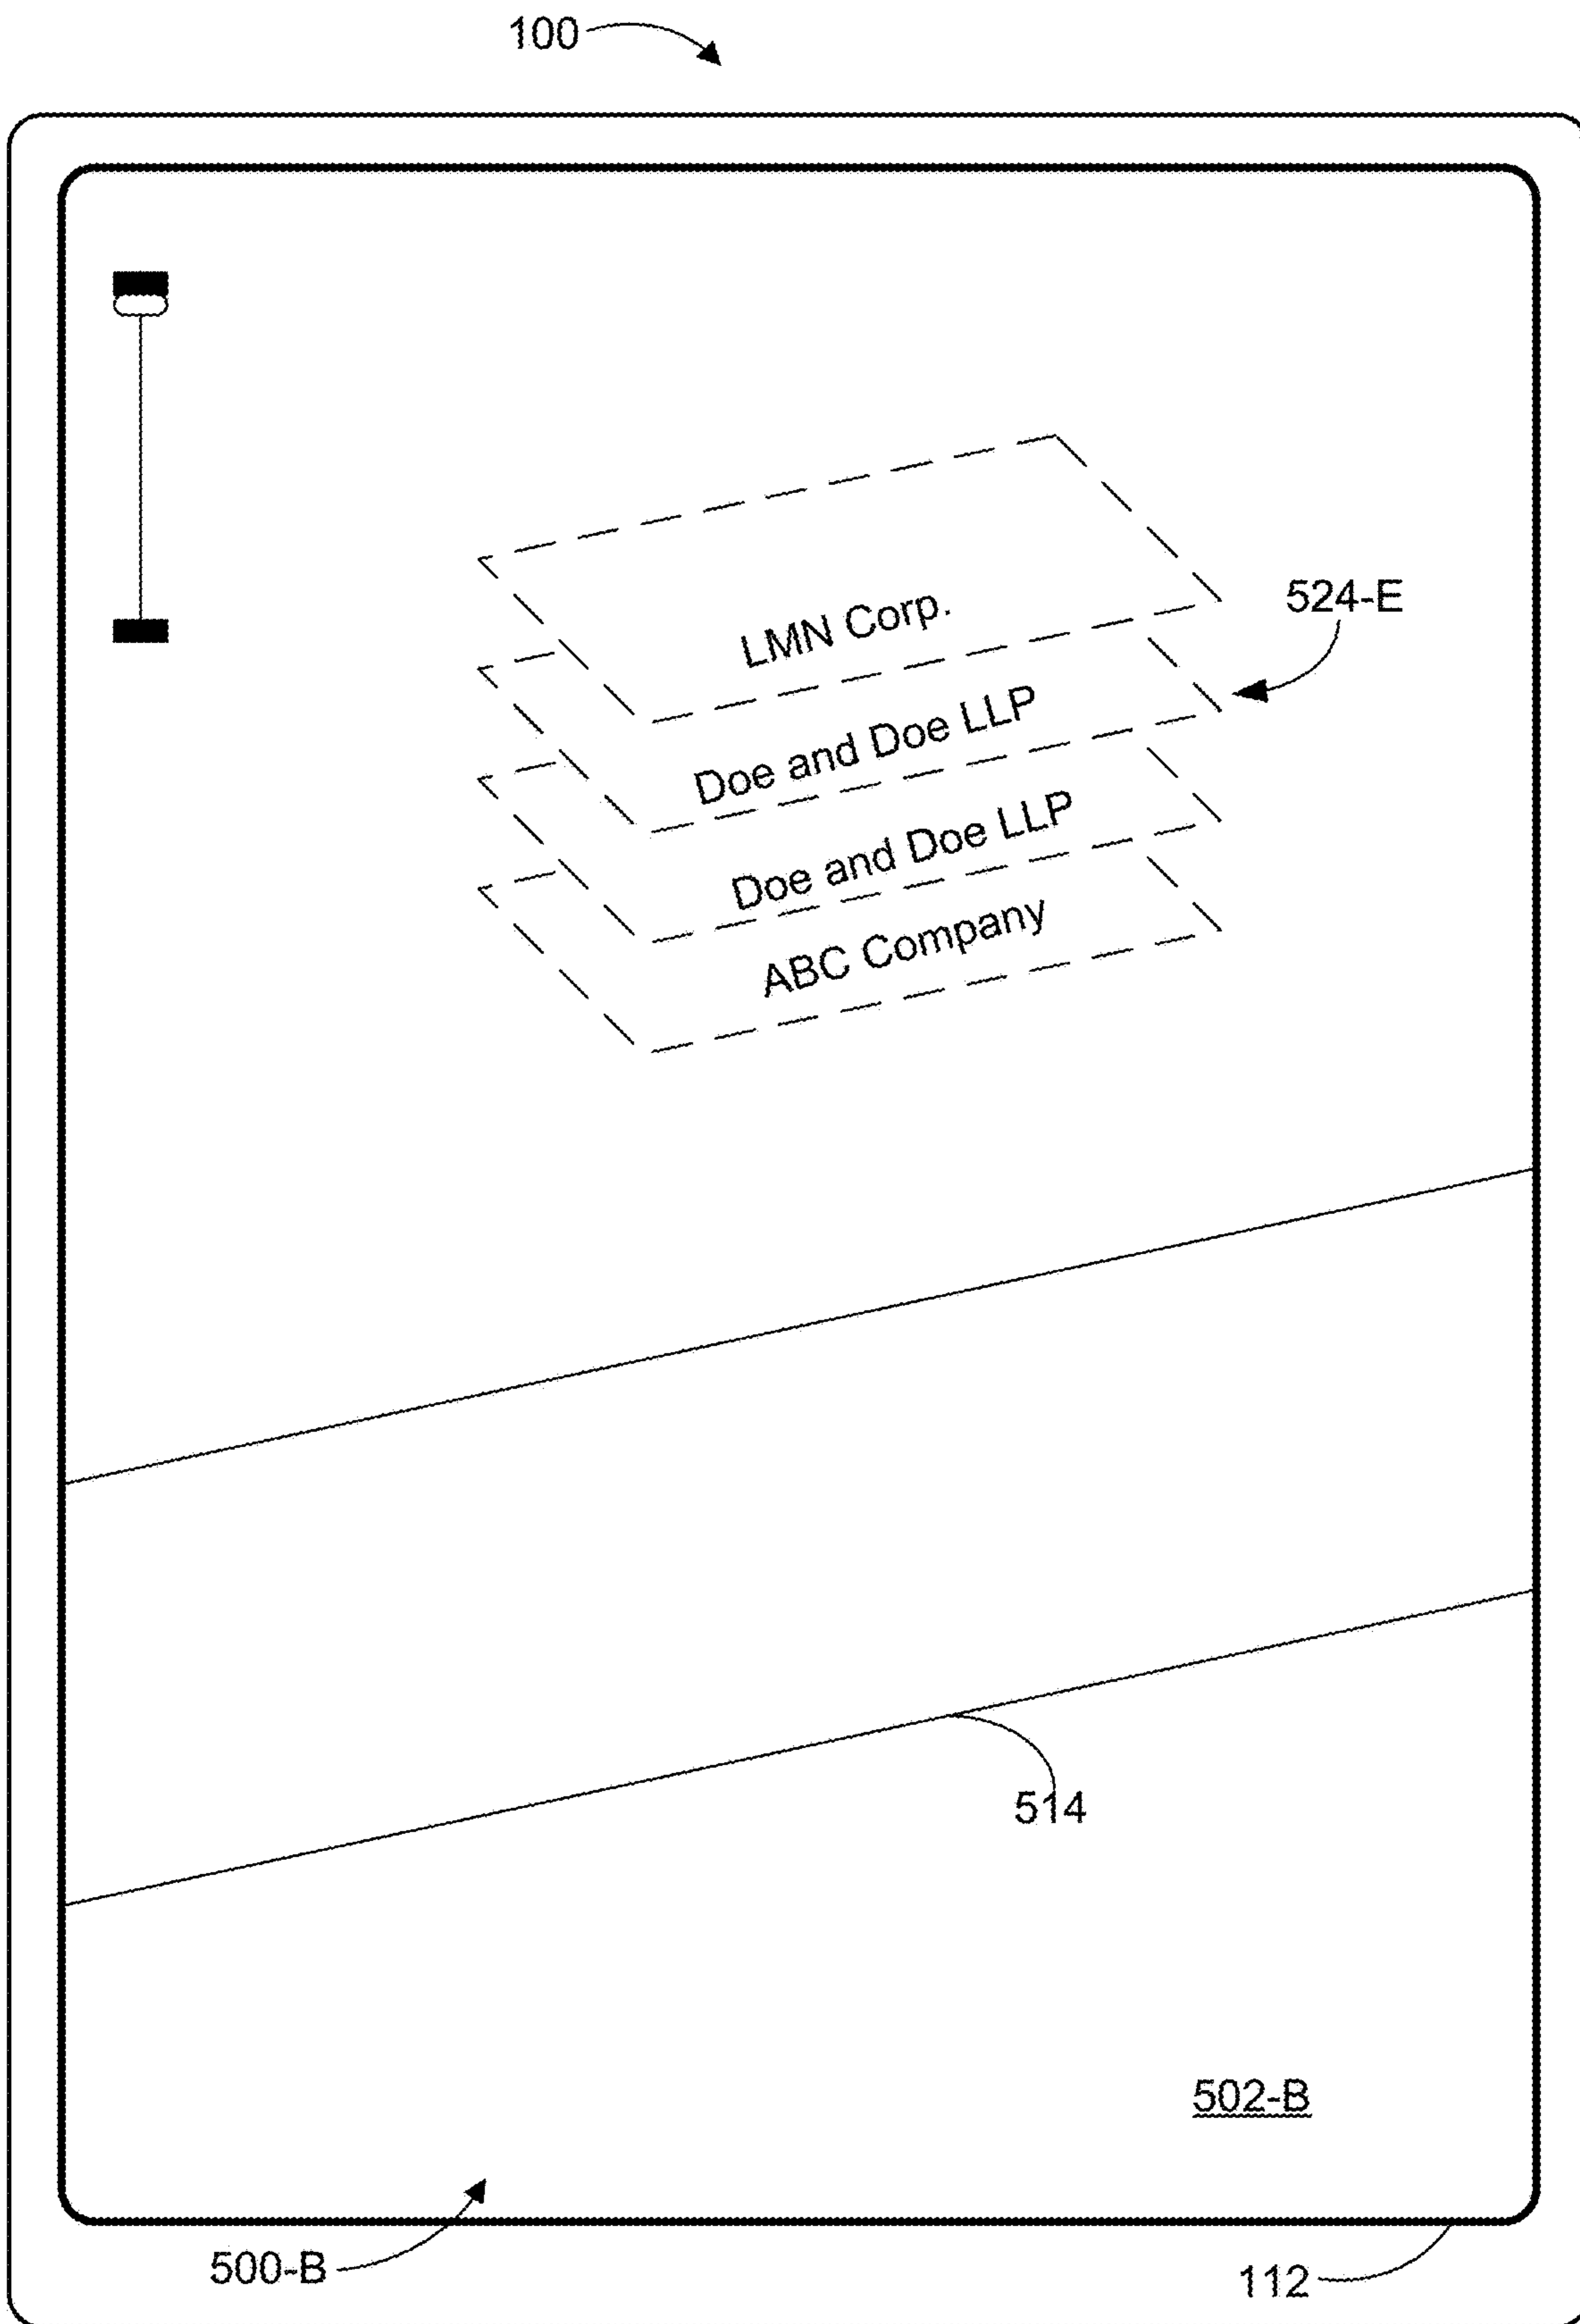 100
LMN Corp.
524-E
Doe and Doe LLP
Doe and Doe LLP
ABC Company
514
502-B
500-B
112